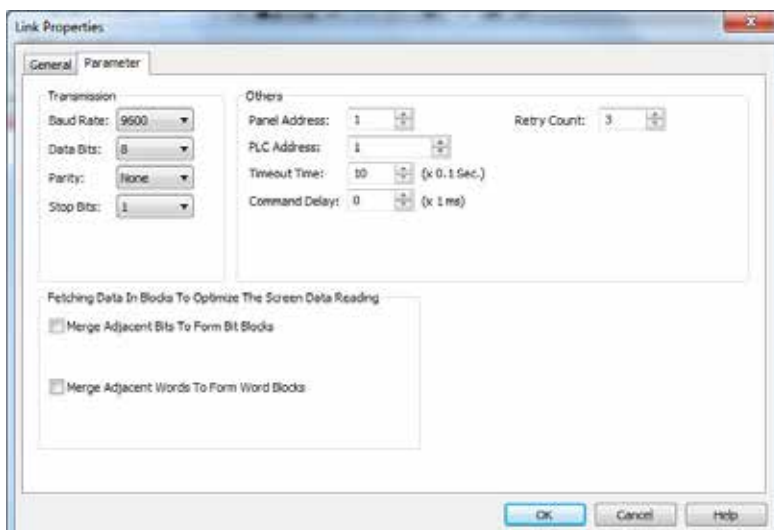 Link Properties
General Parameter
Transmission
Baud Rate: 9600
Data Bits: 8
Parity: None
Stop Bits: 1
Others
Panel Address: 1
Retry Count: 3
PLC Address: 1
Timeout Time: 10 (x 0.1 Sec.)
Command Delay: 0 (x 1 ms)
Fetching Data In Blocks To Optimize The Screen Data Reading
Merge Adjacent Bits To Form Bit Blocks
Merge Adjacent Words To Form Word Blocks
OK Cancel Help